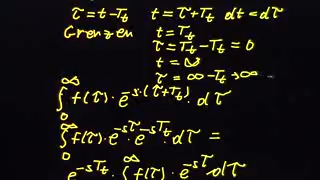 τ = t - T_t    t = τ + T_t    dt = dτ
Grenzen    t = T_t
τ = T_t - T_t = 0
t = ∞
τ = ∞ - T_t → ∞
∫_0^∞ f(τ) · e^{-s·(τ+T_t)} · dτ
∫_0^∞ f(τ) · e^{-sτ} · e^{-sT_t} · dτ =
e^{-sT_t} · ∫^∞ f(τ) · e^{-sτ} dτ